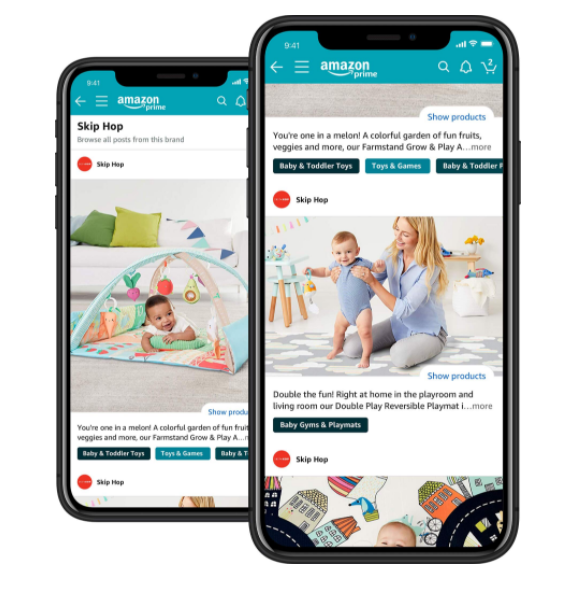 9:41
amazon
prime
Skip Hop
Browse all posts from this brand
Skip Hop
Show produ
You're one in a melon! A colorful garden of fun fruit
veggies and more, our Farmstand Grow & Play A...
Baby & Toddler Toys
Toys & Games
Baby & T
Skip Hop
9:41
amazon
prime
2
Show products
You're one in a melon! A colorful garden of fun fruits,
veggies and more, our Farmstand Grow & Play A...more
Baby & Toddler Toys
Toys & Games
Baby & Toddler
Skip Hop
Show products
Double the fun! Right at home in the playroom and
living room our Double Play Reversible Playmat i...more
Baby Gyms & Playmats
Skip Hop